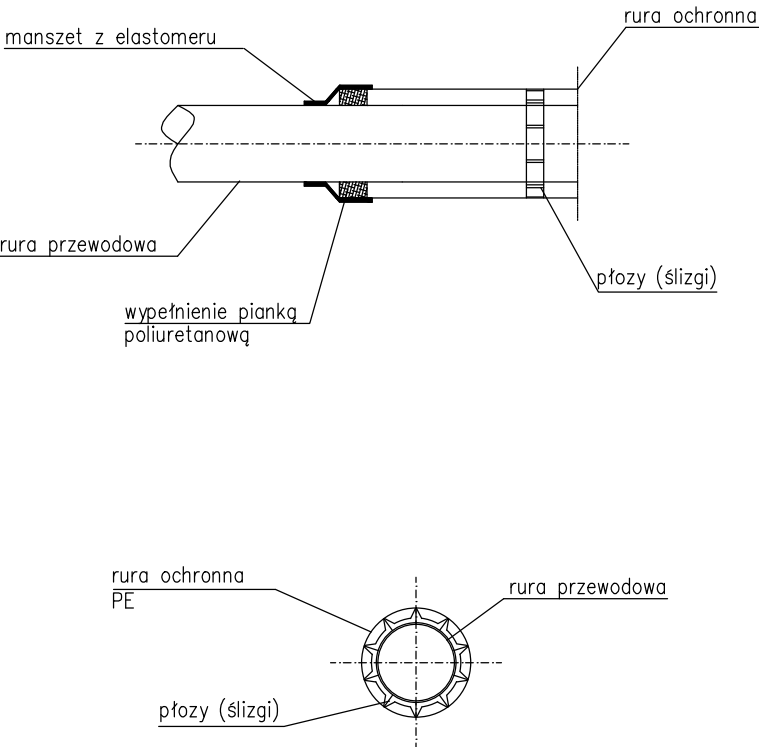 rura ochronna
manszet z elastomeru
rura przewodowa
płozy (ślizgi)
wypełnienie pianką
poliuretanową
rura ochronna
PE
rura przewodowa
płozy (ślizgi)